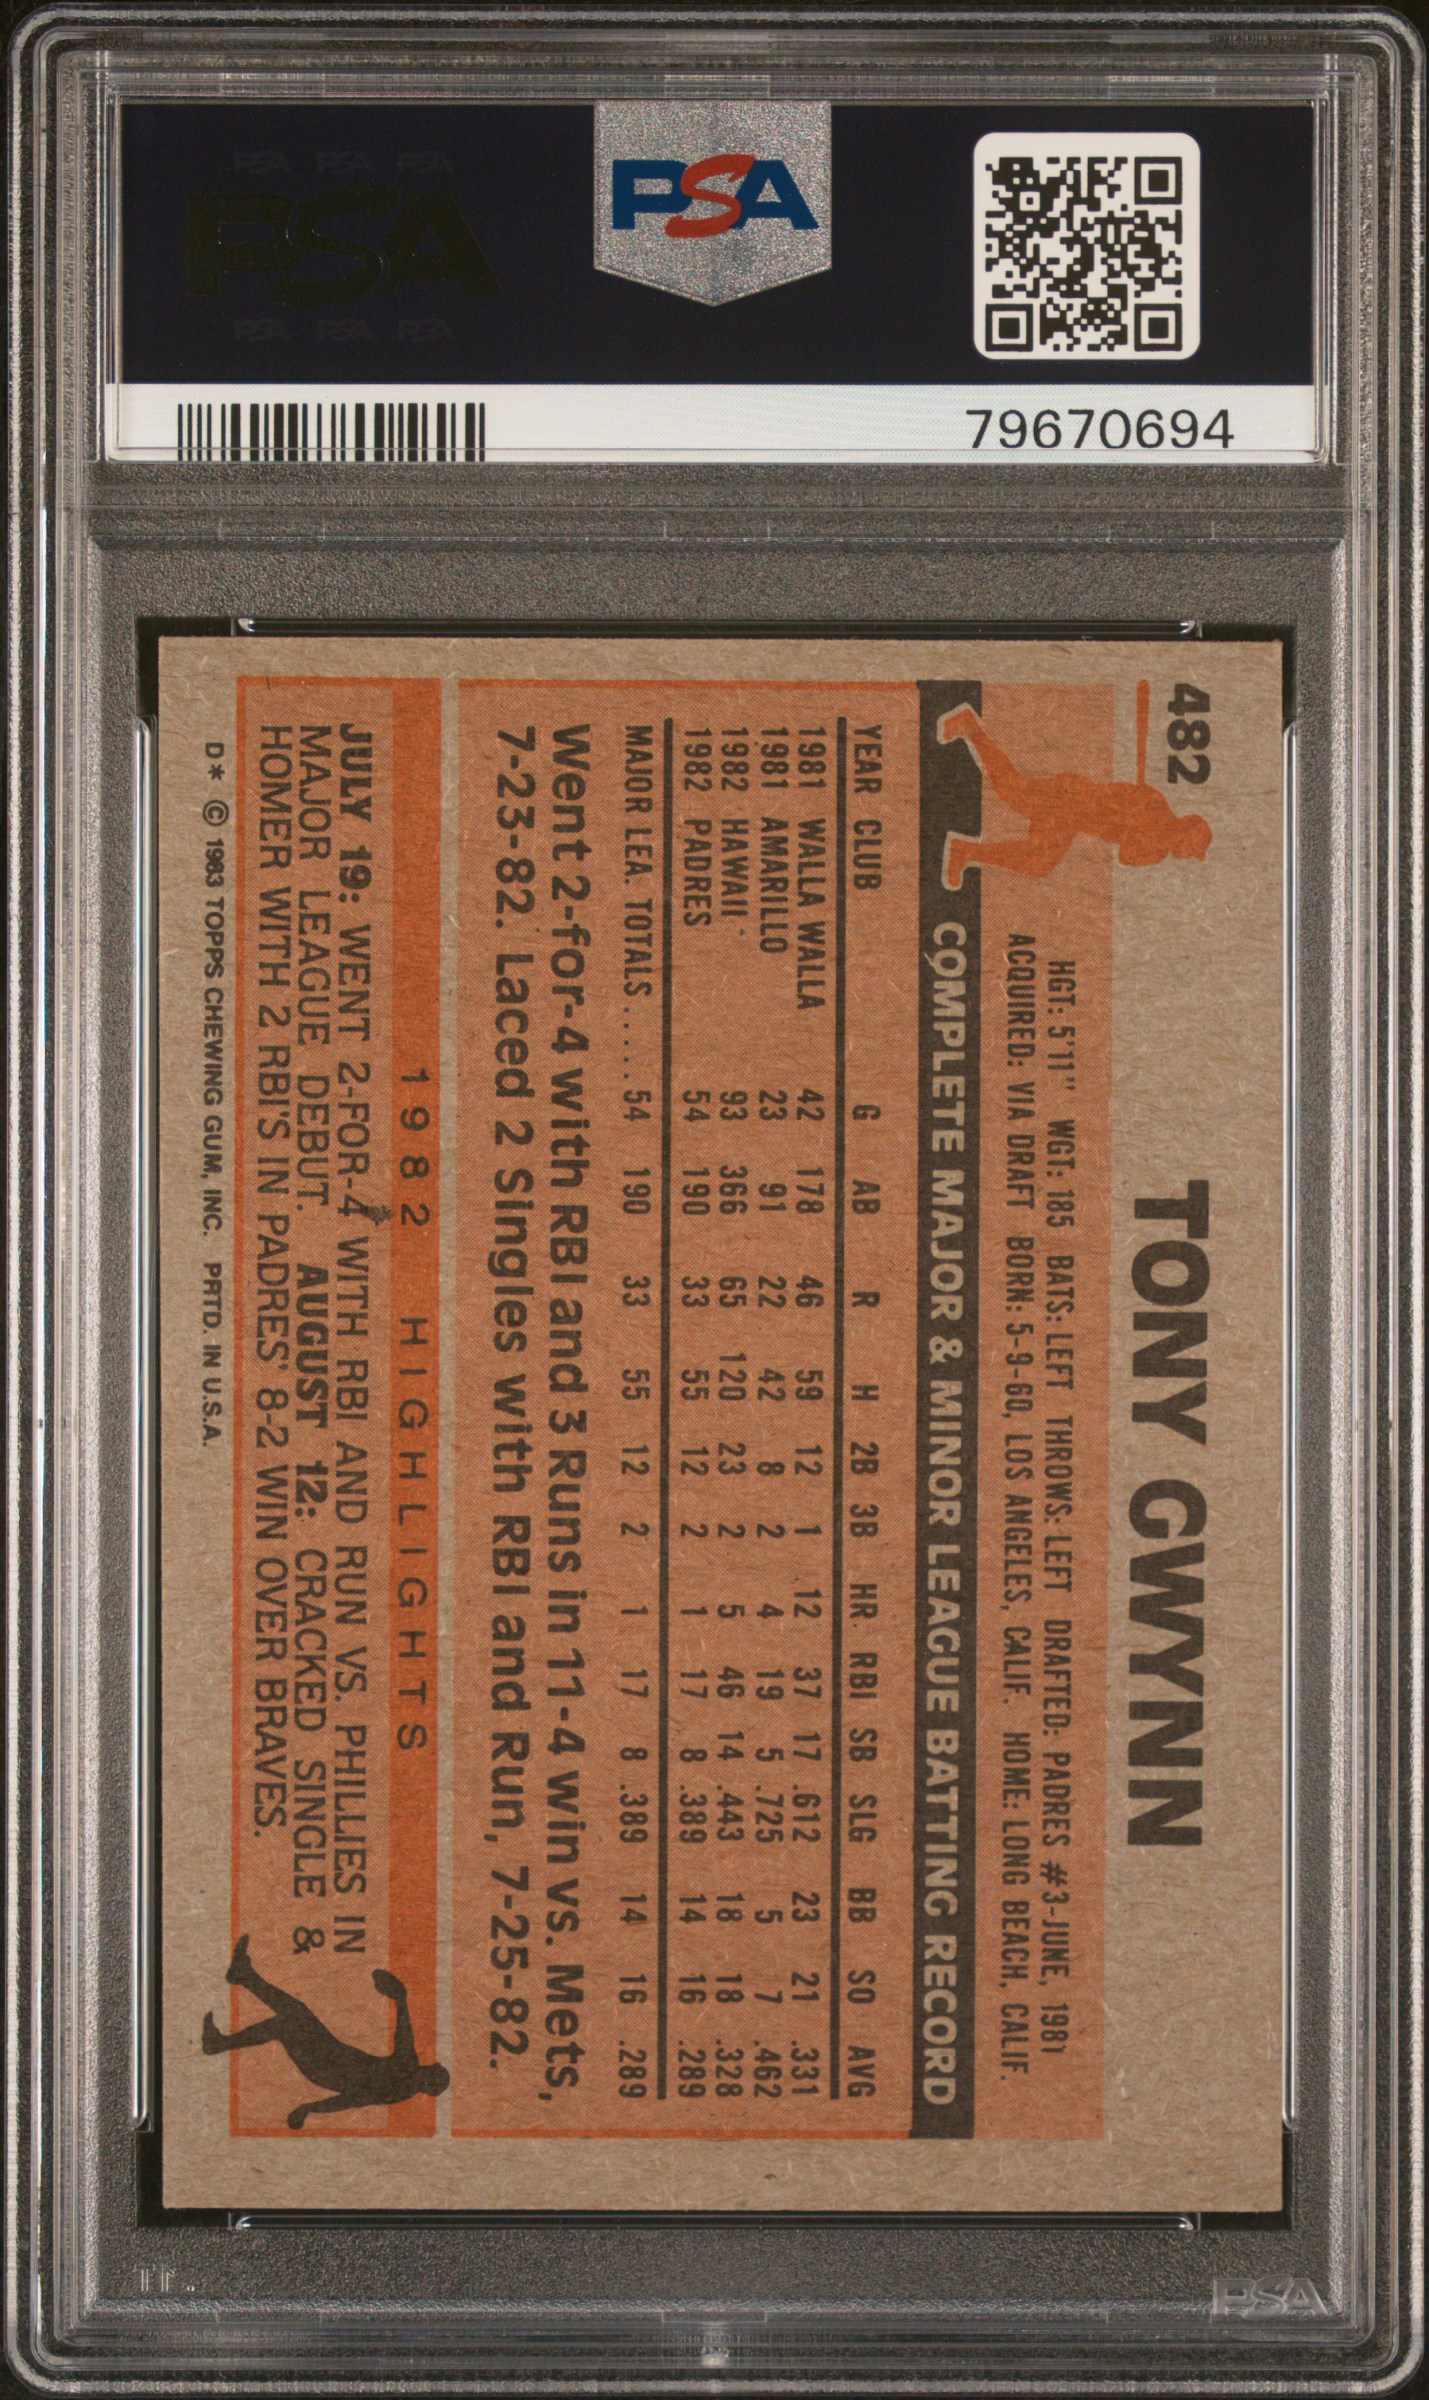 PSA PSA PSA
PSA
PSA PSA PSA
PSA
79670694
482
TONY GWYNN
HGT: 5'11" WGT: 185 BATS: LEFT THROWS: LEFT DRAFTED: PADRES #3-JUNE, 1981
ACQUIRED: VIA DRAFT BORN: 5-9-60, LOS ANGELES, CALIF. HOME: LONG BEACH, CALIF.
COMPLETE MAJOR & MINOR LEAGUE BATTING RECORD
YEAR CLUB G AB R H 2B 3B HR RBI SB SLG BB SO AVG
1981 WALLA WALLA 42 178 46 59 12 1 12 37 17 .612 23 21 .331
1981 AMARILLO 23 91 22 42 8 2 4 19 5 .725 5 7 .462
1982 HAWAII 93 366 65 120 23 2 5 46 14 .443 18 18 .328
1982 PADRES 54 190 33 55 12 2 1 17 8 .389 14 16 .289
MAJOR LEA. TOTALS ..... 54 190 33 55 12 2 1 17 8 .389 14 16 .289
Went 2-for-4 with RBI and 3 Runs in 11-4 win vs. Mets,
7-23-82. Laced 2 Singles with RBI and Run, 7-25-82.
1982 HIGHLIGHTS
JULY 19: WENT 2-FOR-4 WITH RBI AND RUN VS. PHILLIES IN
MAJOR LEAGUE DEBUT. AUGUST 12: CRACKED SINGLE &
HOMER WITH 2 RBI'S IN PADRES' 8-2 WIN OVER BRAVES.
D* © 1983 TOPPS CHEWING GUM, INC. PRTD. IN U.S.A.
PSA